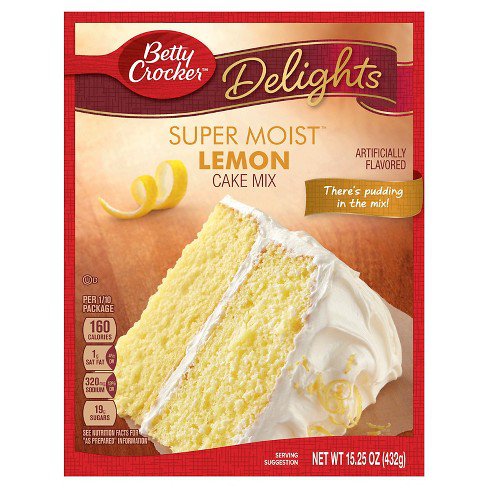 Betty
Crocker™
Delights
SUPER MOIST™
LEMON
CAKE MIX
ARTIFICIALLY
FLAVORED
There's pudding
in the mix!
PER 1/10
PACKAGE
160
CALORIES
1g
SAT FAT
320mg
SODIUM
19g
SUGARS
SEE NUTRITION FACTS FOR
"AS PREPARED" INFORMATION
SERVING
SUGGESTION
NET WT 15.25 OZ (432g)